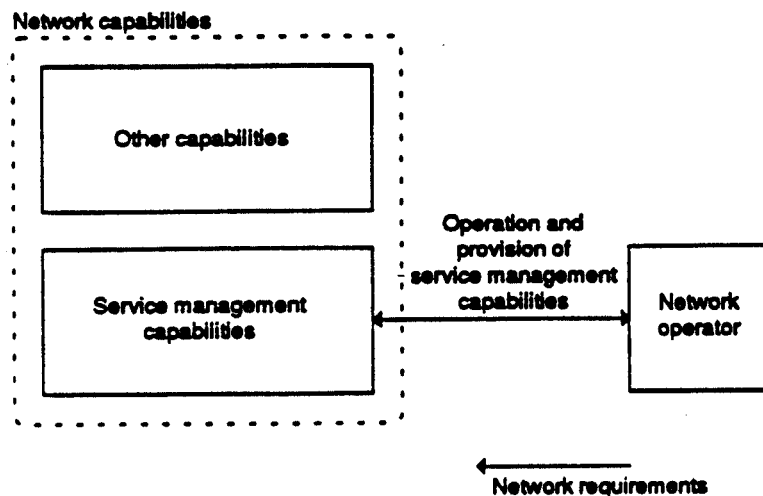 Network capabilities
Other capabilities
Operation and
provision of
service management
capabilities
Service management
capabilities
Network
operator
Network requirements